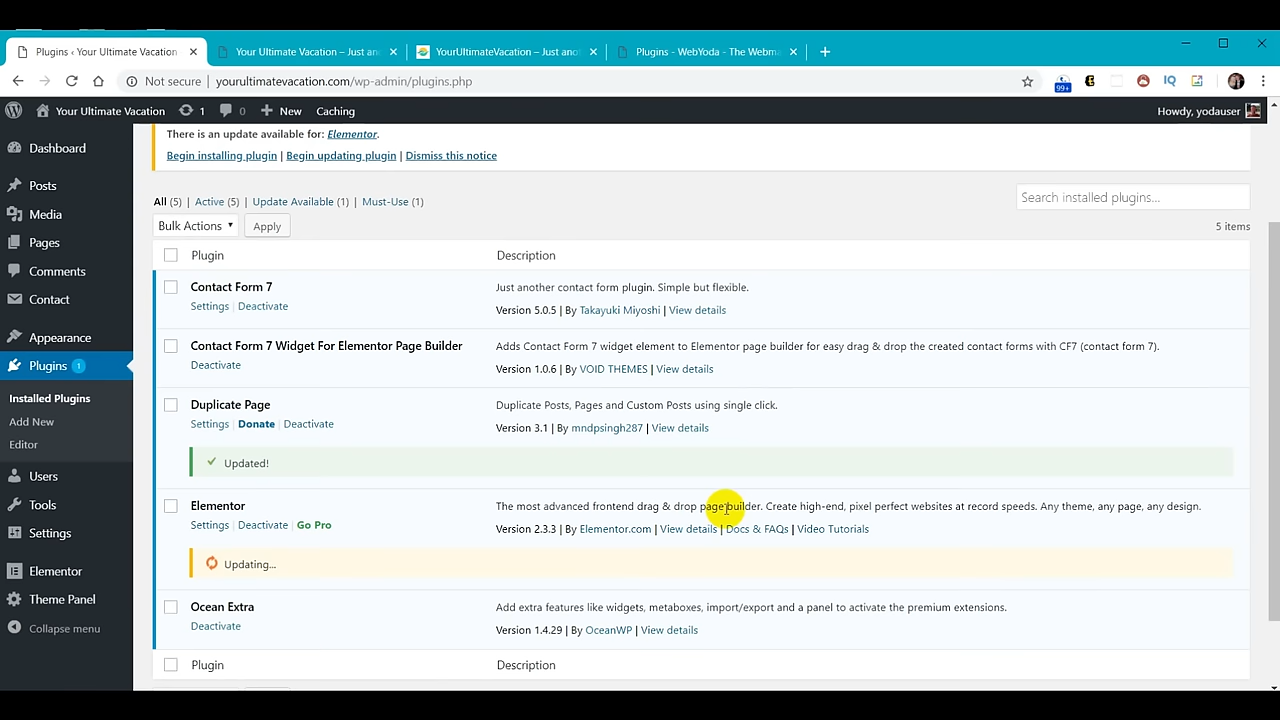 Plugins ‹ Your Ultimate Vacation
Your Ultimate Vacation – Just an
YourUltimateVacation – Just ano
Plugins - WebYoda - The Webma
Not secure | yourultimatevacation.com/wp-admin/plugins.php
99+
IQ
Your Ultimate Vacation 1 0 + New Caching
Howdy, yodauser
Dashboard
Posts
Media
Pages
Comments
Contact
Appearance
Plugins 1
Installed Plugins
Add New
Editor
Users
Tools
Settings
Elementor
Theme Panel
Collapse menu
There is an update available for: Elementor.
Begin installing plugin | Begin updating plugin | Dismiss this notice
All (5) | Active (5) | Update Available (1) | Must-Use (1)
Search installed plugins...
Bulk Actions Apply
5 items
Plugin Description
Contact Form 7 Just another contact form plugin. Simple but flexible.
Settings | Deactivate Version 5.0.5 | By Takayuki Miyoshi | View details
Contact Form 7 Widget For Elementor Page Builder Adds Contact Form 7 widget element to Elementor page builder for easy drag & drop the created contact forms with CF7 (contact form 7).
Deactivate Version 1.0.6 | By VOID THEMES | View details
Duplicate Page Duplicate Posts, Pages and Custom Posts using single click.
Settings | Donate | Deactivate Version 3.1 | By mndpsingh287 | View details
Updated!
Elementor The most advanced frontend drag & drop page builder. Create high-end, pixel perfect websites at record speeds. Any theme, any page, any design.
Settings | Deactivate | Go Pro Version 2.3.3 | By Elementor.com | View details | Docs & FAQs | Video Tutorials
Updating...
Ocean Extra Add extra features like widgets, metaboxes, import/export and a panel to activate the premium extensions.
Deactivate Version 1.4.29 | By OceanWP | View details
Plugin Description